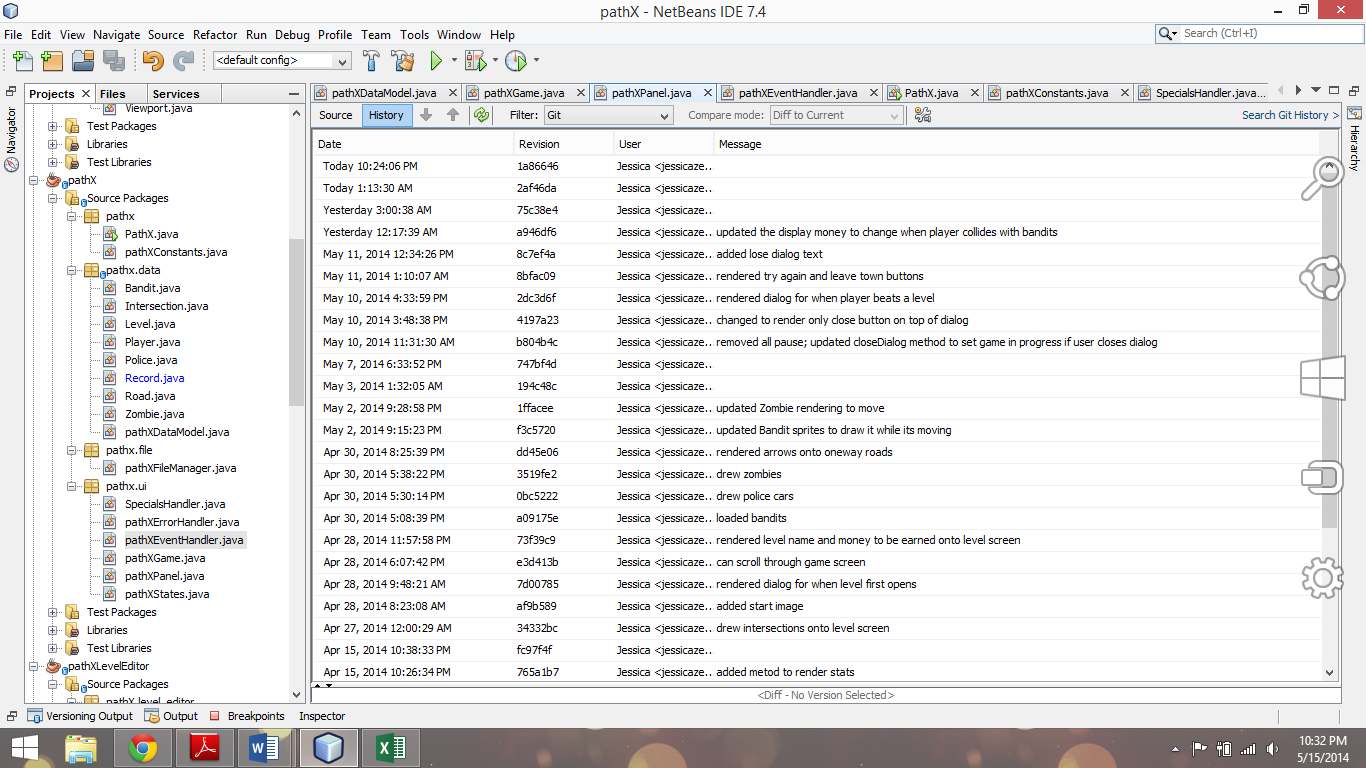 pathX - NetBeans IDE 7.4
File Edit View Navigate Source Refactor Run Debug Profile Team Tools Window Help
Search (Ctrl+I)
<default config>
Projects Files Services
Navigator
Viewport.java
Test Packages
Libraries
Test Libraries
pathX
Source Packages
pathx
PathX.java
pathXConstants.java
pathx.data
Bandit.java
Intersection.java
Level.java
Player.java
Police.java
Record.java
Road.java
Zombie.java
pathXDataModel.java
pathx.file
pathXFileManager.java
pathx.ui
SpecialsHandler.java
pathXErrorHandler.java
pathXEventHandler.java
pathXGame.java
pathXPanel.java
pathXStates.java
Test Packages
Libraries
Test Libraries
pathXLevelEditor
Source Packages
pathX.level_editor
pathXDataModel.java pathXGame.java pathXPanel.java pathXEventHandler.java PathX.java pathXConstants.java SpecialsHandler.java...
Source History Filter: Git Compare mode: Diff to Current Search Git History >
Hierarchy
Date Revision User Message
Today 10:24:06 PM 1a86646 Jessica <jessicaze...
Today 1:13:30 AM 2af46da Jessica <jessicaze...
Yesterday 3:00:38 AM 75c38e4 Jessica <jessicaze...
Yesterday 12:17:39 AM a946df6 Jessica <jessicaze... updated the display money to change when player collides with bandits
May 11, 2014 12:34:26 PM 8c7ef4a Jessica <jessicaze... added lose dialog text
May 11, 2014 1:10:07 AM 8bfac09 Jessica <jessicaze... rendered try again and leave town buttons
May 10, 2014 4:33:59 PM 2dc3d6f Jessica <jessicaze... rendered dialog for when player beats a level
May 10, 2014 3:48:38 PM 4197a23 Jessica <jessicaze... changed to render only close button on top of dialog
May 10, 2014 11:31:30 AM b804b4c Jessica <jessicaze... removed all pause; updated closeDialog method to set game in progress if user closes dialog
May 7, 2014 6:33:52 PM 747bf4d Jessica <jessicaze...
May 3, 2014 1:32:05 AM 194c48c Jessica <jessicaze...
May 2, 2014 9:28:58 PM 1ffacee Jessica <jessicaze... updated Zombie rendering to move
May 2, 2014 9:15:23 PM f3c5720 Jessica <jessicaze... updated Bandit sprites to draw it while its moving
Apr 30, 2014 8:25:39 PM dd45e06 Jessica <jessicaze... rendered arrows onto oneway roads
Apr 30, 2014 5:38:22 PM 3519fe2 Jessica <jessicaze... drew zombies
Apr 30, 2014 5:30:14 PM 0bc5222 Jessica <jessicaze... drew police cars
Apr 30, 2014 5:08:39 PM a09175e Jessica <jessicaze... loaded bandits
Apr 28, 2014 11:57:58 PM 73f39c9 Jessica <jessicaze... rendered level name and money to be earned onto level screen
Apr 28, 2014 6:07:42 PM e3d413b Jessica <jessicaze... can scroll through game screen
Apr 28, 2014 9:48:21 AM 7d00785 Jessica <jessicaze... rendered dialog for when level first opens
Apr 28, 2014 8:23:08 AM af9b589 Jessica <jessicaze... added start image
Apr 27, 2014 12:00:29 AM 34332bc Jessica <jessicaze... drew intersections onto level screen
Apr 15, 2014 10:38:33 PM fc97f4f Jessica <jessicaze...
Apr 15, 2014 10:26:34 PM 765a1b7 Jessica <jessicaze... added metod to render stats
<Diff - No Version Selected>
Versioning Output Output Breakpoints Inspector
10:32 PM
5/15/2014